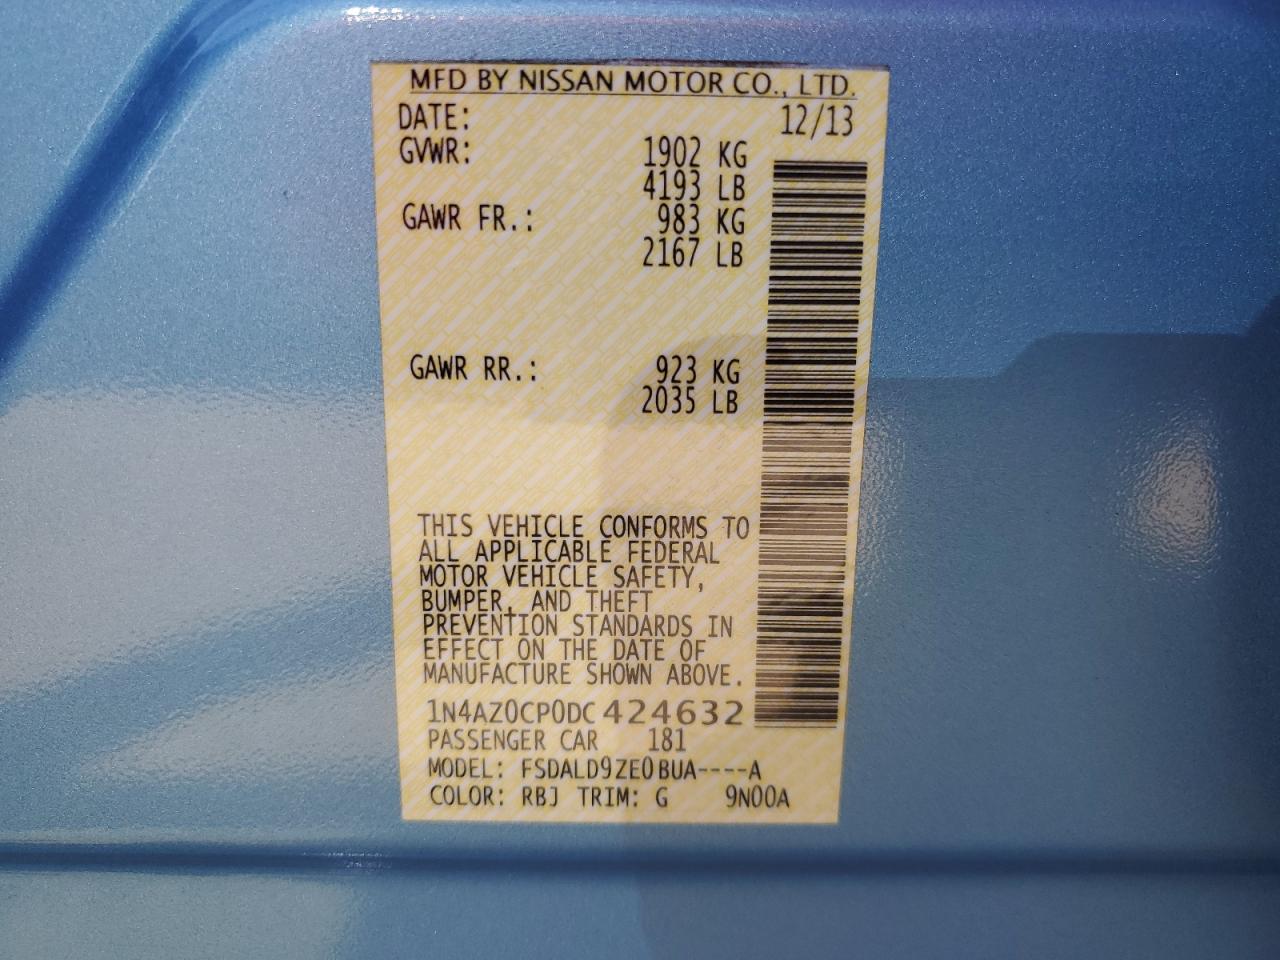 MFD BY NISSAN MOTOR CO., LTD.
DATE: 12/13
GVWR: 1902 KG
4193 LB
GAWR FR.: 983 KG
2167 LB
GAWR RR.: 923 KG
2035 LB
THIS VEHICLE CONFORMS TO
ALL APPLICABLE FEDERAL
MOTOR VEHICLE SAFETY,
BUMPER, AND THEFT
PREVENTION STANDARDS IN
EFFECT ON THE DATE OF
MANUFACTURE SHOWN ABOVE.
1N4AZ0CP0DC424632
PASSENGER CAR 181
MODEL: FSDALD9ZE0BUA----A
COLOR: RBJ TRIM: G 9N00A